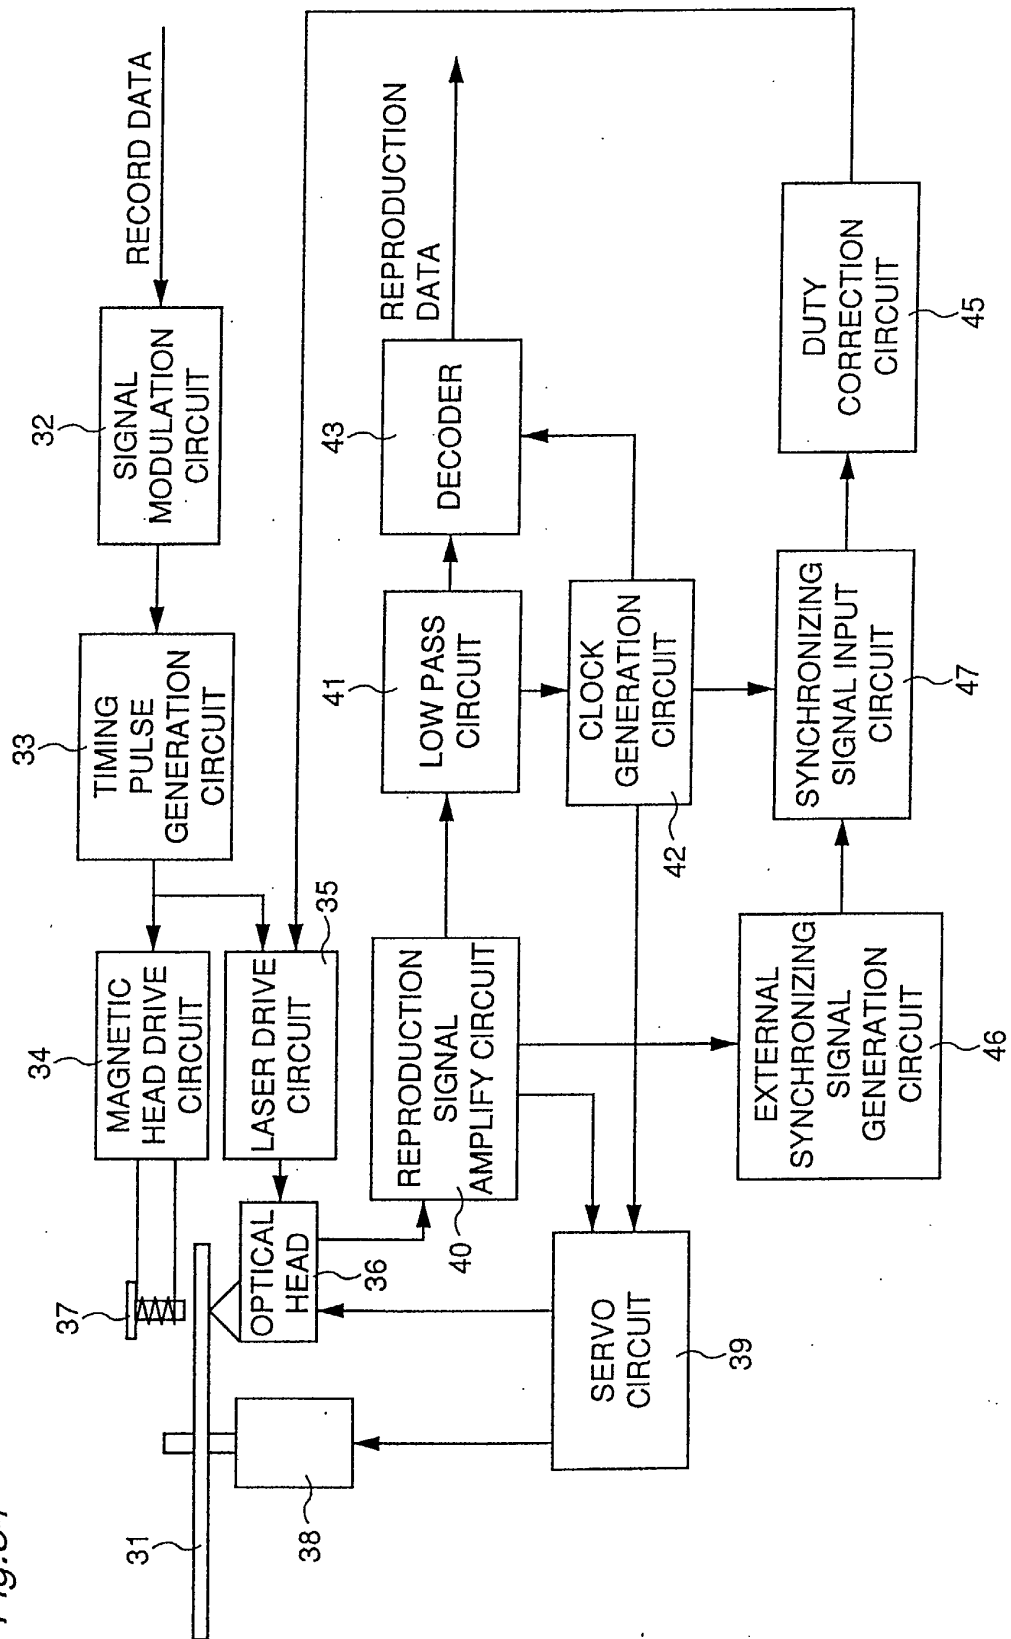 RECORD DATA
32
SIGNAL
MODULATION
CIRCUIT
33
TIMING
PULSE
GENERATION
CIRCUIT
34
MAGNETIC
HEAD DRIVE
CIRCUIT
35
LASER DRIVE
CIRCUIT
37
OPTICAL
HEAD
36
31
38
REPRODUCTION
DATA
43
DECODER
41
LOW PASS
CIRCUIT
REPRODUCTION
SIGNAL
AMPLIFY CIRCUIT
40
CLOCK
GENERATION
CIRCUIT
42
SERVO
CIRCUIT
39
DUTY
CORRECTION
CIRCUIT
45
SYNCHRONIZING
SIGNAL INPUT
CIRCUIT
47
EXTERNAL
SYNCHRONIZING
SIGNAL
GENERATION
CIRCUIT
46